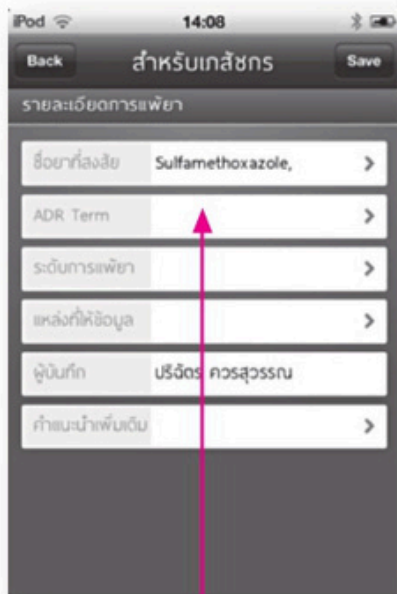 iPod 14:08
Back สำหรับเภสัชกร Save
รายละเอียดการแพ้ยา
ชื่อยาที่สงสัย Sulfamethoxazole,
ADR Term
ระดับการแพ้ยา
แหล่งที่ให้ข้อมูล
ผู้บันทึก ปริฉัตร ควรสุวรรณ
คำแนะนำเพิ่มเติม